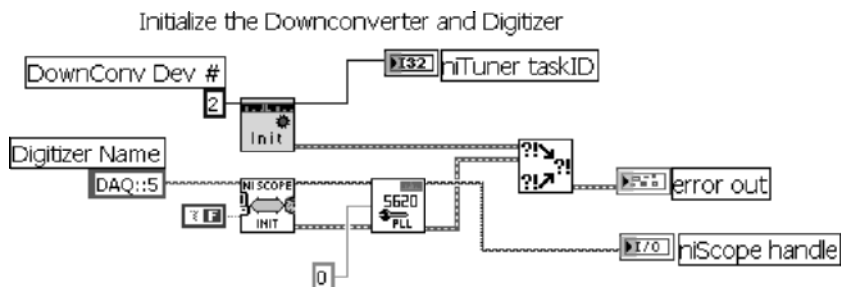 Initialize the Downconverter and Digitizer
DownConv Dev #
2
Init
I32
niTuner taskID
Digitizer Name
DAQ::5
NI SCOPE
INIT
F
5620
PLL
0
?!
?!
?!
error out
I/O
niScope handle